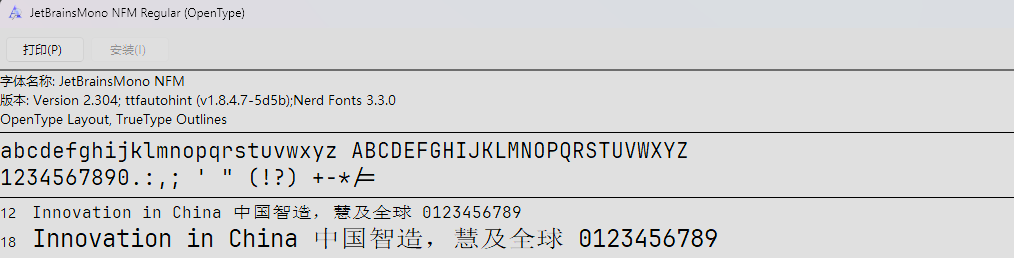 JetBrainsMono NFM Regular (OpenType)
打印(P) 安装(I)
字体名称: JetBrainsMono NFM
版本: Version 2.304; ttfautohint (v1.8.4.7-5d5b);Nerd Fonts 3.3.0
OpenType Layout, TrueType Outlines
abcdefghijklmnopqrstuvwxyz ABCDEFGHIJKLMNOPQRSTUVWXYZ
1234567890.:,; ' " (!?) +-*/=
12 Innovation in China 中国智造，慧及全球 0123456789
18 Innovation in China 中国智造，慧及全球 0123456789